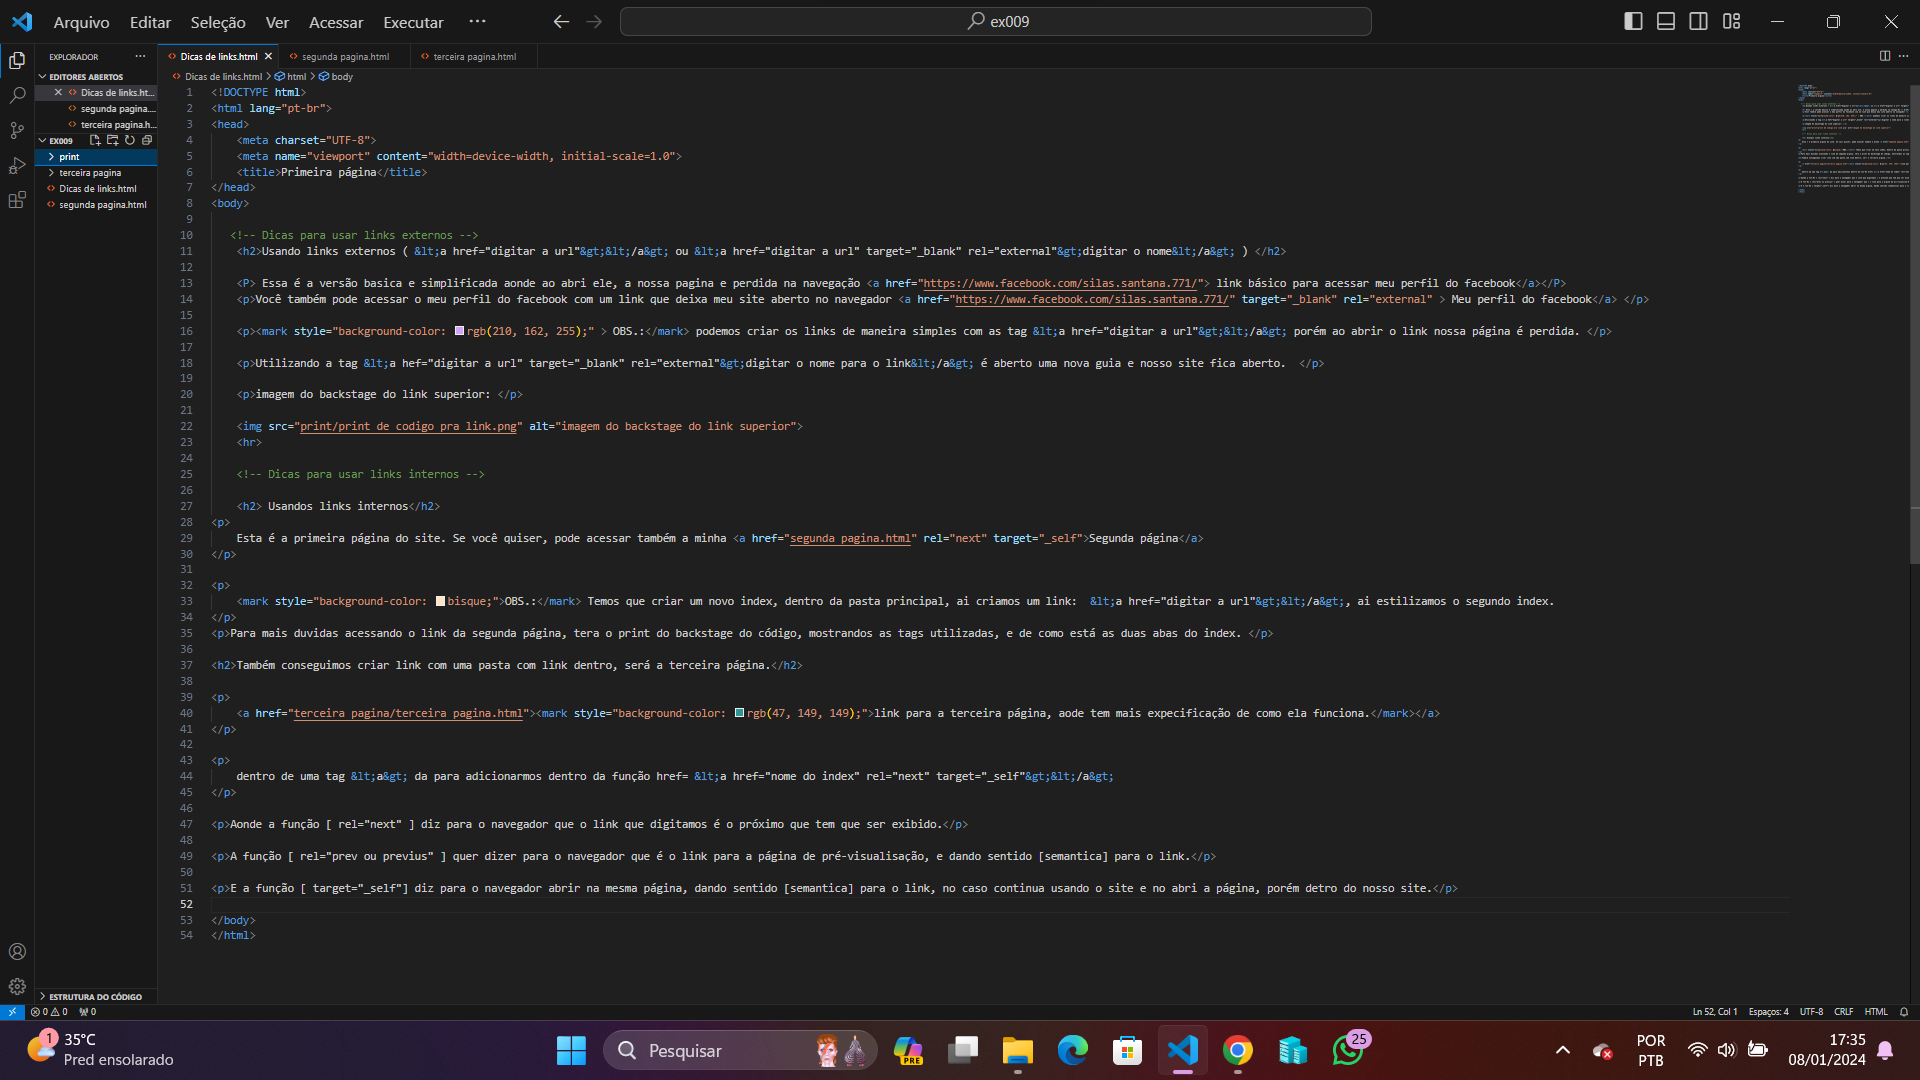 Arquivo Editar Seleção Ver Acessar Executar ··· ex009
EXPLORADOR ···
EDITORES ABERTOS
Dicas de links.ht...
segunda pagina....
terceira pagina.h...
EX009
print
terceira pagina
Dicas de links.html
segunda pagina.html
ESTRUTURA DO CÓDIGO
Dicas de links.html segunda pagina.html terceira pagina.html
Dicas de links.html > html > body
1 <!DOCTYPE html>
2 <html lang="pt-br">
3 <head>
4 <meta charset="UTF-8">
5 <meta name="viewport" content="width=device-width, initial-scale=1.0">
6 <title>Primeira página</title>
7 </head>
8 <body>
9
10 <!-- Dicas para usar links externos -->
11 <h2>Usando links externos ( &lt;a href="digitar a url"&gt;&lt;/a&gt; ou &lt;a href="digitar a url" target="_blank" rel="external"&gt;digitar o nome&lt;/a&gt; ) </h2>
12
13 <P> Essa é a versão basica e simplificada aonde ao abri ele, a nossa pagina e perdida na navegação <a href="https://www.facebook.com/silas.santana.771/"> link básico para acessar meu perfil do facebook</a></P>
14 <p>Você também pode acessar o meu perfil do facebook com um link que deixa meu site aberto no navegador <a href="https://www.facebook.com/silas.santana.771/" target="_blank" rel="external" > Meu perfil do facebook</a> </p>
15
16 <p><mark style="background-color: rgb(210, 162, 255);" > OBS.:</mark> podemos criar os links de maneira simples com as tag &lt;a href="digitar a url"&gt;&lt;/a&gt; porém ao abrir o link nossa página é perdida. </p>
17
18 <p>Utilizando a tag &lt;a hef="digitar a url" target="_blank" rel="external"&gt;digitar o nome para o link&lt;/a&gt; é aberto uma nova guia e nosso site fica aberto.  </p>
19
20 <p>imagem do backstage do link superior: </p>
21
22 <img src="print/print de codigo pra link.png" alt="imagem do backstage do link superior">
23 <hr>
24
25 <!-- Dicas para usar links internos -->
26
27 <h2> Usandos links internos</h2>
28 <p>
29 Esta é a primeira página do site. Se você quiser, pode acessar também a minha <a href="segunda pagina.html" rel="next" target="_self">Segunda página</a>
30 </p>
31
32 <p>
33 <mark style="background-color: bisque;">OBS.:</mark> Temos que criar um novo index, dentro da pasta principal, ai criamos um link:  &lt;a href="digitar a url"&gt;&lt;/a&gt;, ai estilizamos o segundo index.
34 </p>
35 <p>Para mais duvidas acessando o link da segunda página, tera o print do backstage do código, mostrandos as tags utilizadas, e de como está as duas abas do index. </p>
36
37 <h2>Também conseguimos criar link com uma pasta com link dentro, será a terceira página.</h2>
38
39 <p>
40 <a href="terceira pagina/terceira pagina.html"><mark style="background-color: rgb(47, 149, 149);">link para a terceira página, aode tem mais expecificação de como ela funciona.</mark></a>
41 </p>
42
43 <p>
44 dentro de uma tag &lt;a&gt; da para adicionarmos dentro da função href= &lt;a href="nome do index" rel="next" target="_self"&gt;&lt;/a&gt;
45 </p>
46
47 <p>Aonde a função [ rel="next" ] diz para o navegador que o link que digitamos é o próximo que tem que ser exibido.</p>
48
49 <p>A função [ rel="prev ou previus" ] quer dizer para o navegador que é o link para a página de pré-visualisação, e dando sentido [semantica] para o link.</p>
50
51 <p>E a função [ target="_self"] diz para o navegador abrir na mesma página, dando sentido [semantica] para o link, no caso continua usando o site e no abri a página, porém detro do nosso site.</p>
52
53 </body>
54 </html>
0 0 0 Ln 52, Col 1 Espaços: 4 UTF-8 CRLF HTML
1 35°C
Pred ensolarado
Pesquisar PRE 25
POR
PTB
17:35
08/01/2024